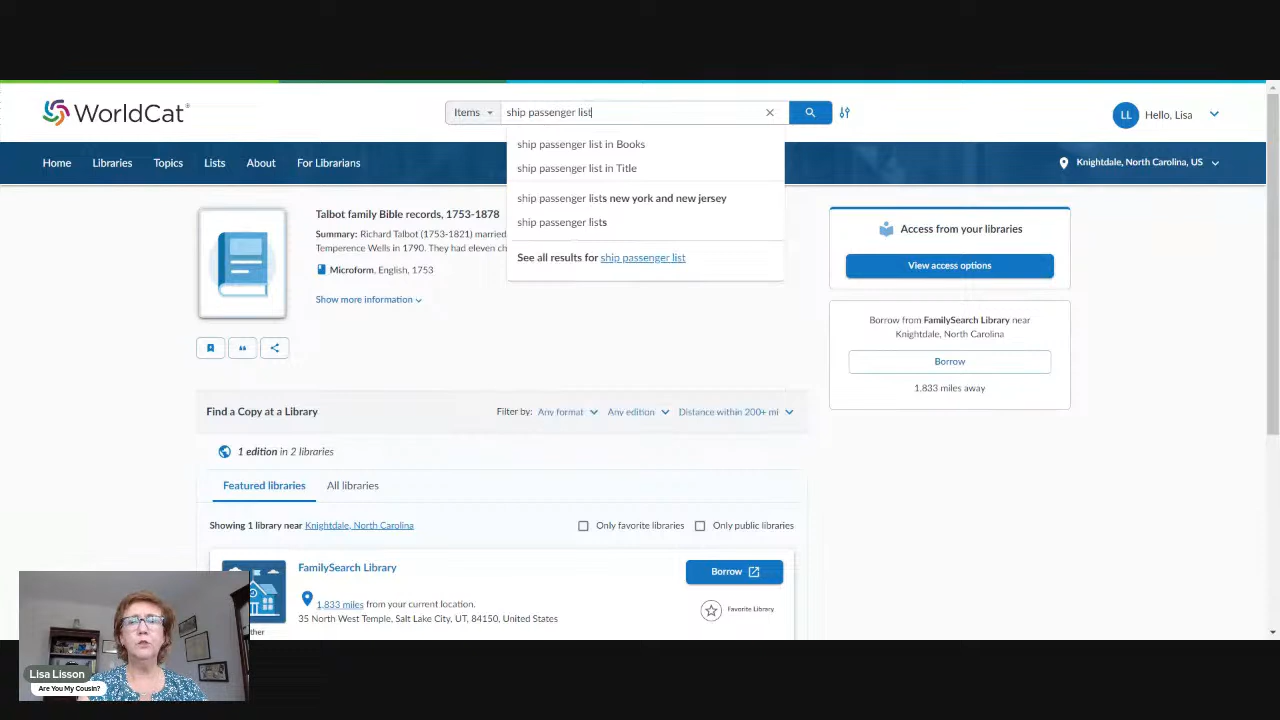 WorldCat®
Items
ship passenger list
LL
Hello, Lisa
Home
Libraries
Topics
Lists
About
For Librarians
Knightdale, North Carolina, US
ship passenger list in Books
ship passenger list in Title
ship passenger lists new york and new jersey
ship passenger lists
See all results for ship passenger list
Talbot family Bible records, 1753-1878
Summary: Richard Talbot (1753-1821) married
Temperence Wells in 1790. They had eleven
Microform, English, 1753
Show more information
Access from your libraries
View access options
Borrow from FamilySearch Library near
Knightdale, North Carolina
Borrow
1,833 miles away
Find a Copy at a Library
Filter by:
Any format
Any edition
Distance within 200+ mi
1 edition in 2 libraries
Featured libraries
All libraries
Showing 1 library near Knightdale, North Carolina
Only favorite libraries
Only public libraries
FamilySearch Library
Borrow
1,833 miles from your current location.
35 North West Temple, Salt Lake City, UT, 84150, United States
Favorite Library
Lisa Lisson
Are You My Cousin?